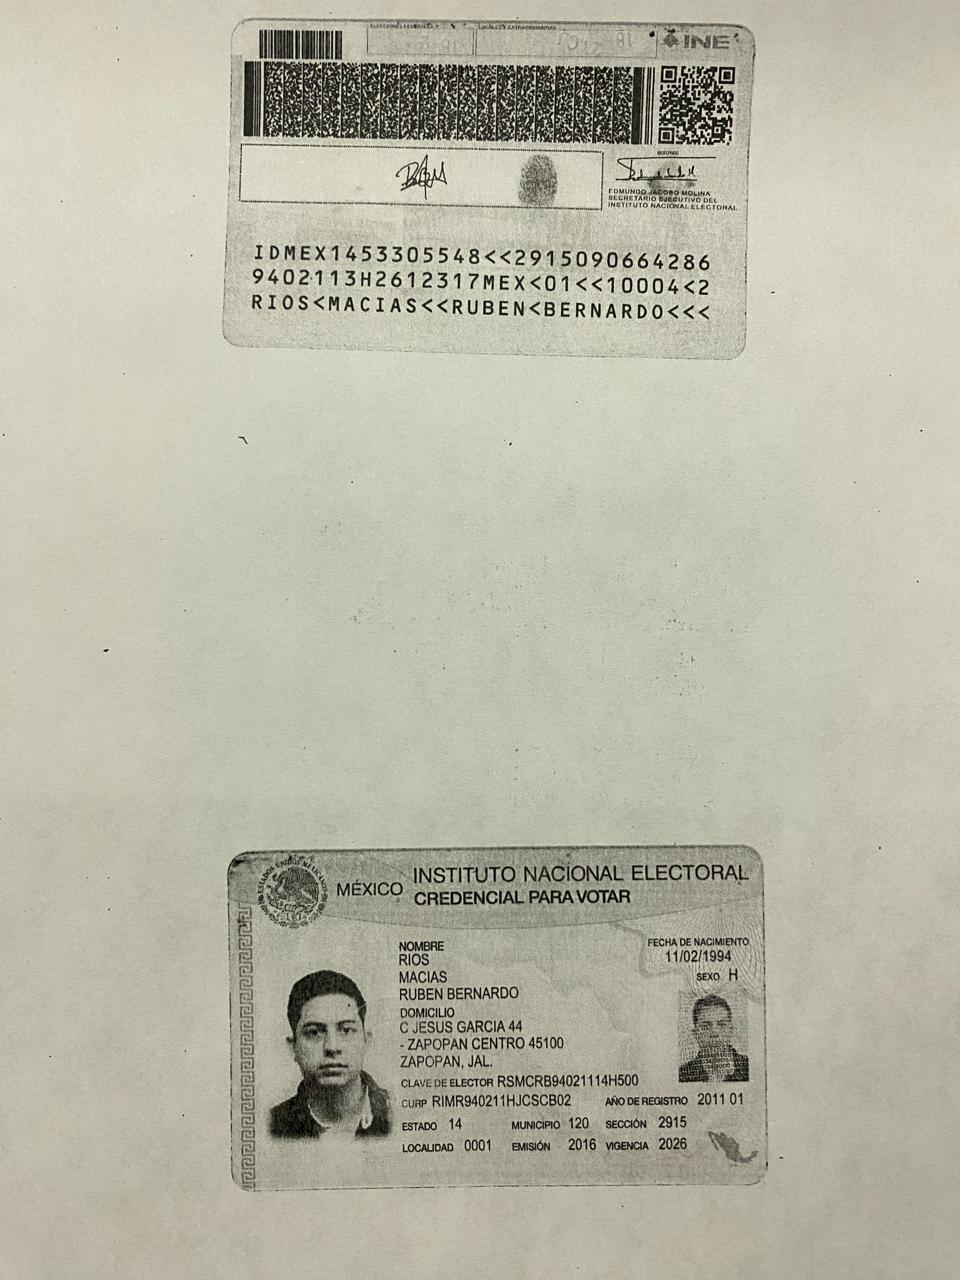 ELECCIONES FEDERALES
LOCALES Y EXTRAORDINARIAS
INE
EDMUNDO JACOBO MOLINA
SECRETARIO EJECUTIVO DEL
INSTITUTO NACIONAL ELECTORAL
IDMEX1453305548<<2915090664286
9402113H2612317MEX<01<<10004<2
RIOS<MACIAS<<RUBEN<BERNARDO<<<
ESTADOS UNIDOS MEXICANOS
MÉXICO
INSTITUTO NACIONAL ELECTORAL
CREDENCIAL PARA VOTAR
NOMBRE
RIOS
MACIAS
RUBEN BERNARDO
FECHA DE NACIMIENTO
11/02/1994
SEXO H
DOMICILIO
C JESUS GARCIA 44
- ZAPOPAN CENTRO 45100
ZAPOPAN, JAL.
CLAVE DE ELECTOR RSMCRB94021114H500
CURP RIMR940211HJCSCB02 AÑO DE REGISTRO 2011 01
ESTADO 14 MUNICIPIO 120 SECCIÓN 2915
LOCALIDAD 0001 EMISIÓN 2016 VIGENCIA 2026